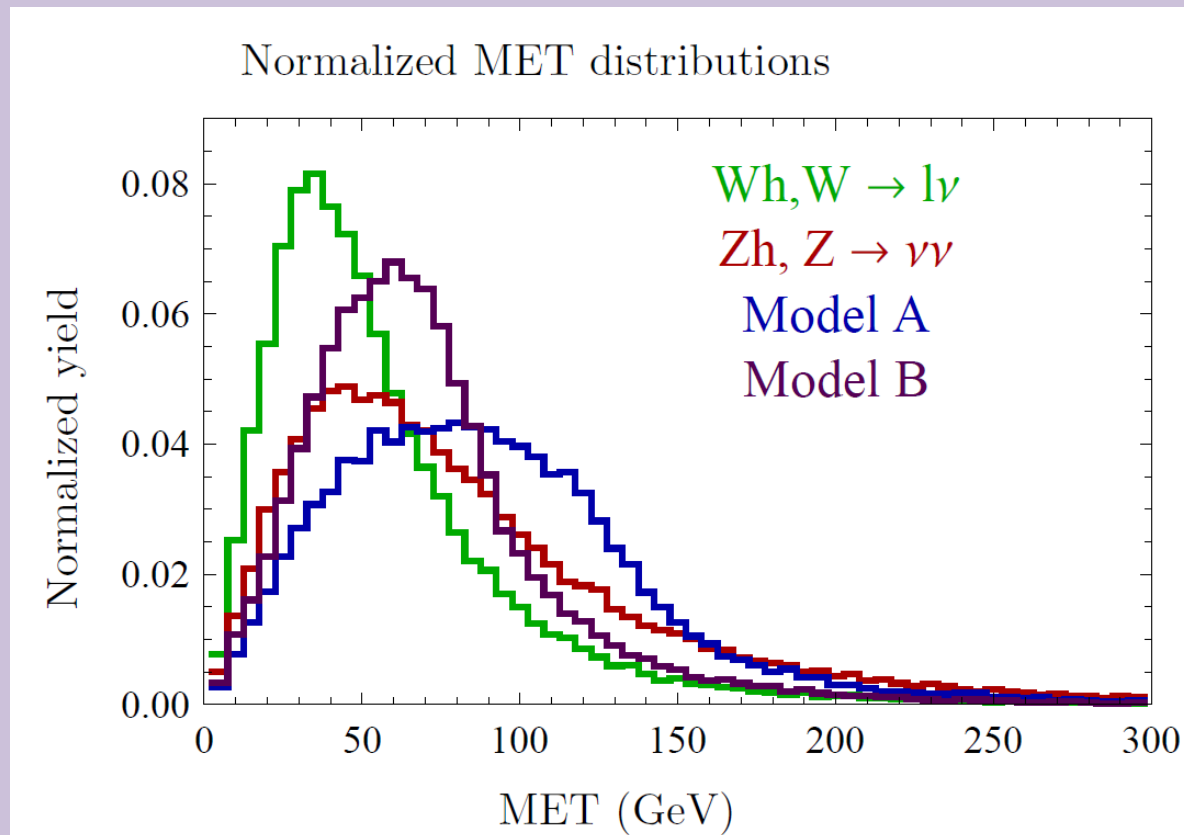 Normalized MET distributions
Normalized yield
0.08
0.06
0.04
0.02
0.00
Wh, W → lν
Zh, Z → νν
Model A
Model B
0 50 100 150 200 250 300
MET (GeV)